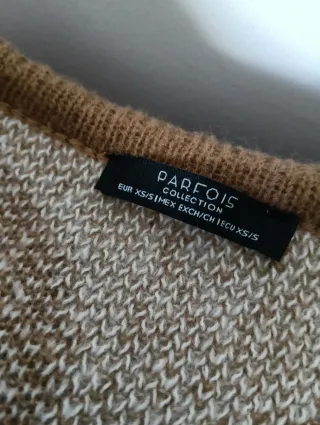 PARFOIS
COLLECTION
EUR XS/S | MEX EXCH/CH | ECU XS/S